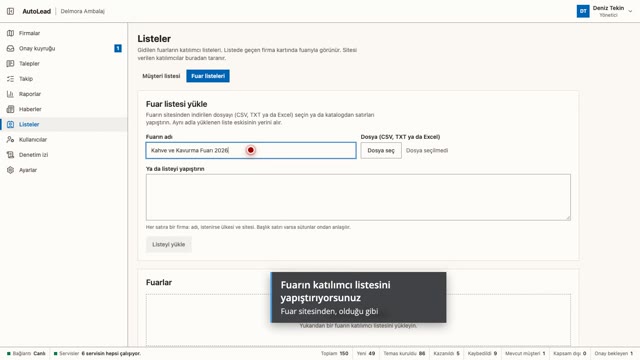 AutoLead
Delmora Ambalaj
DT
Deniz Tekin
Yönetici
Firmalar
Onay kuyruğu
1
Talepler
Takip
Raporlar
Haberler
Listeler
Kullanıcılar
Denetim izi
Ayarlar
Listeler
Gidilen fuarların katılımcı listeleri. Listede geçen firma kartında fuarıyla görünür. Sitesi
verilen katılımcılar buradan taranır.
Müşteri listesi
Fuar listeleri
Fuar listesi yükle
Fuarın sitesinden indirilen dosyayı (CSV, TXT ya da Excel) seçin ya da katalogdan satırları
yapıştırın. Aynı adla yüklenen liste eskisinin yerini alır.
Fuarın adı
Dosya (CSV, TXT ya da Excel)
Kahve ve Kavurma Fuarı 2026
Dosya seç
Dosya seçilmedi
Ya da listeyi yapıştırın
Her satıra bir firma: adı, istenirse ülkesi ve sitesi. Başlık satırı varsa sütunlar ondan anlaşılır.
Listeyi yükle
Fuarlar
Fuarın katılımcı listesini
yapıştırıyorsunuz
Fuar sitesinden, olduğu gibi
Yukarıdan bir fuarın katılımcı listesini yükleyin.
Bağlantı Canlı
Servisler 6 servisin hepsi çalışıyor.
Toplam 150
Yeni 49
Temas kuruldu 86
Kazanıldı 5
Kaybedildi 9
Mevcut müşteri 1
Kapsam dışı 0
Onay bekleyen 1